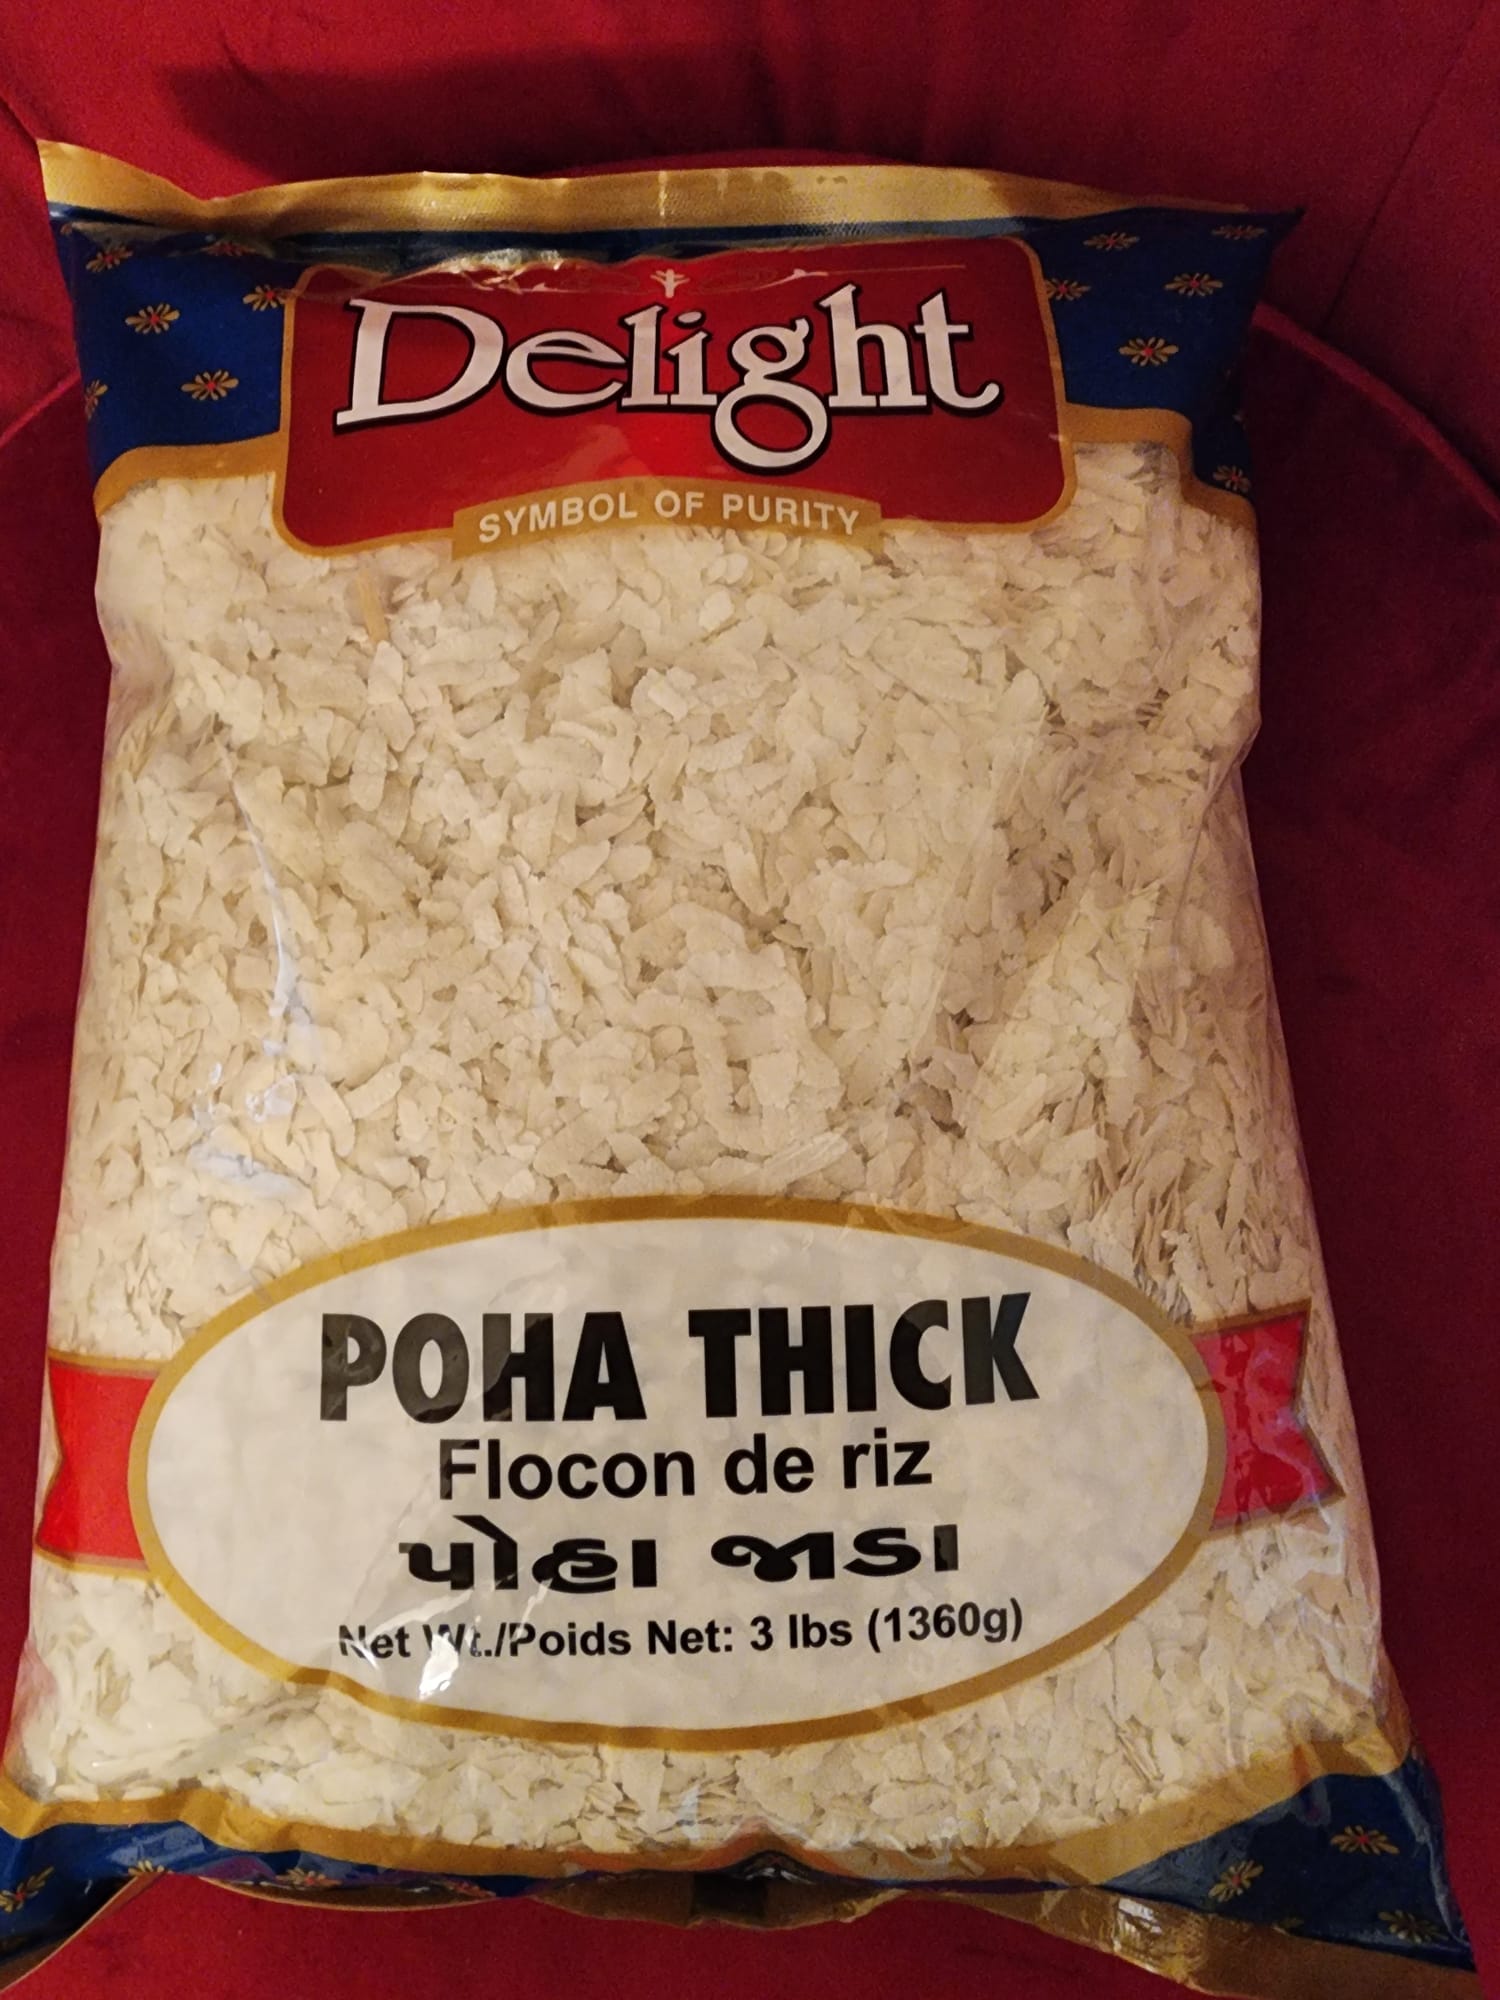 Delight
SYMBOL OF PURITY
POHA THICK
Flocon de riz
પોહા જાડા
Net Wt./Poids Net: 3 lbs (1360g)